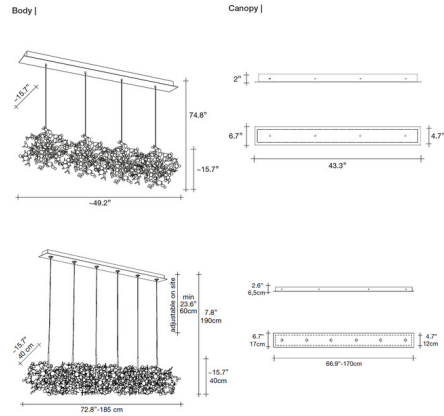 Body |
Canopy |
~15.7"
74.8"
~15.7"
~49.2"
2"
6.7"
4.7"
43.3"
adjustable on site
min
23.6"
60cm
7.8"
190cm
~15.7"
40 cm
~15.7"
40cm
72.8"-185 cm
2.6"
6,5cm
6.7"
17cm
4.7"
12cm
66.9"-170cm